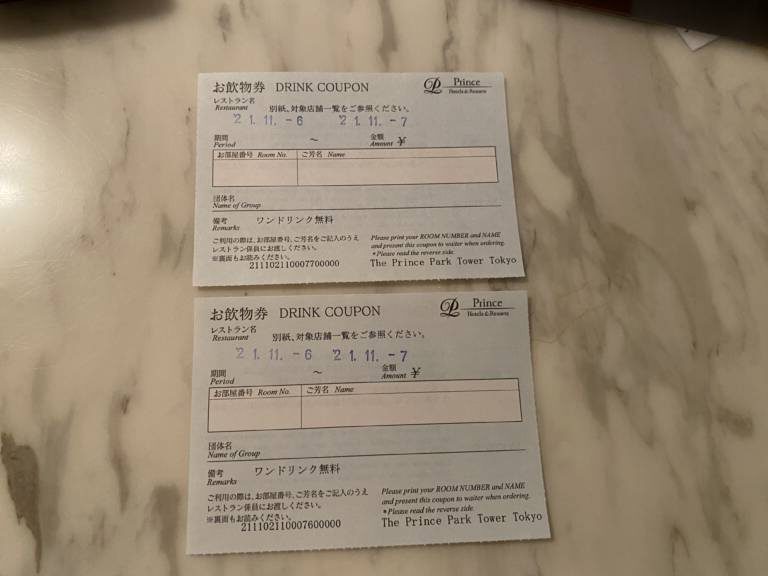 お飲物券 DRINK COUPON
Prince
Hotels & Resorts
レストラン名
Restaurant
別紙、対象店舗一覧をご参照ください。
'21.11.-6 '21.11.-7
期間
Period
～
金額
Amount ¥
お部屋番号 Room No. ご芳名 Name
団体名
Name of Group
備考
Remarks
ワンドリンク無料
ご利用の際は、お部屋番号、ご芳名をご記入のうえ
レストラン係員にお渡しください。
※裏面もお読みください。
Please print your ROOM NUMBER and NAME
and present this coupon to waiter when ordering.
*Please read the reverse side.
211102110007700000
The Prince Park Tower Tokyo
お飲物券 DRINK COUPON
Prince
Hotels & Resorts
レストラン名
Restaurant
別紙、対象店舗一覧をご参照ください。
'21.11.-6 '21.11.-7
期間
Period
～
金額
Amount ¥
お部屋番号 Room No. ご芳名 Name
団体名
Name of Group
備考
Remarks
ワンドリンク無料
ご利用の際は、お部屋番号、ご芳名をご記入のうえ
レストラン係員にお渡しください。
※裏面もお読みください。
Please print your ROOM NUMBER and NAME
and present this coupon to waiter when ordering.
*Please read the reverse side.
211102110007600000
The Prince Park Tower Tokyo